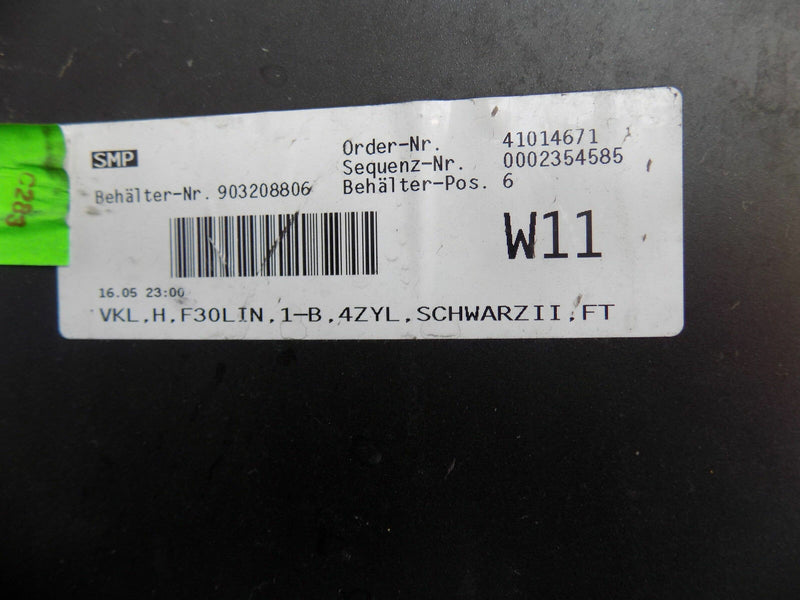 SMP
Order-Nr. 41014671
Sequenz-Nr. 0002354585
Behälter-Nr. 903208806 Behälter-Pos. 6
W11
16.05 23:00
VKL,H,F30LIN,1-B,4ZYL,SCHWARZII,FT
C283